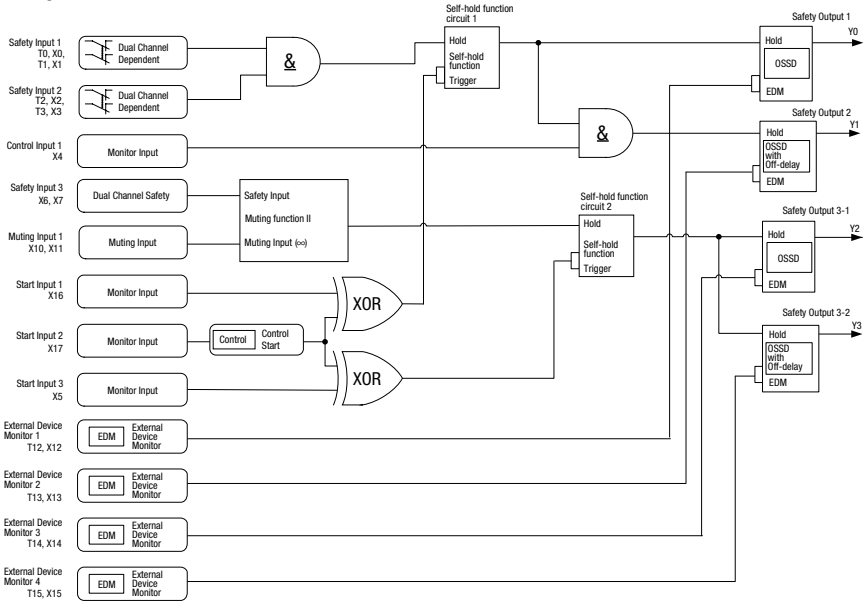 Self-hold function
circuit 1
Safety Output 1
Y0
Safety Input 1
T0, X0,
T1, X1
Dual Channel
Dependent
&
Hold
Self-hold
function
Trigger
Hold
OSSD
EDM
Safety Input 2
T2, X2,
T3, X3
Dual Channel
Dependent
Safety Output 2
Y1
Control Input 1
X4
Monitor Input
&
Hold
OSSD
with
Off-delay
EDM
Safety Input 3
X6, X7
Dual Channel Safety
Safety Input
Muting function II
Muting Input (∞)
Self-hold function
circuit 2
Hold
Self-hold
function
Trigger
Safety Output 3-1
Y2
Hold
OSSD
EDM
Muting Input 1
X10, X11
Muting Input
Start Input 1
X16
Monitor Input
XOR
Safety Output 3-2
Y3
Start Input 2
X17
Monitor Input
Control
Control
Start
Hold
OSSD
with
Off-delay
EDM
Start Input 3
X5
Monitor Input
XOR
External Device
Monitor 1
T12, X12
EDM
External
Device
Monitor
External Device
Monitor 2
T13, X13
EDM
External
Device
Monitor
External Device
Monitor 3
T14, X14
EDM
External
Device
Monitor
External Device
Monitor 4
T15, X15
EDM
External
Device
Monitor